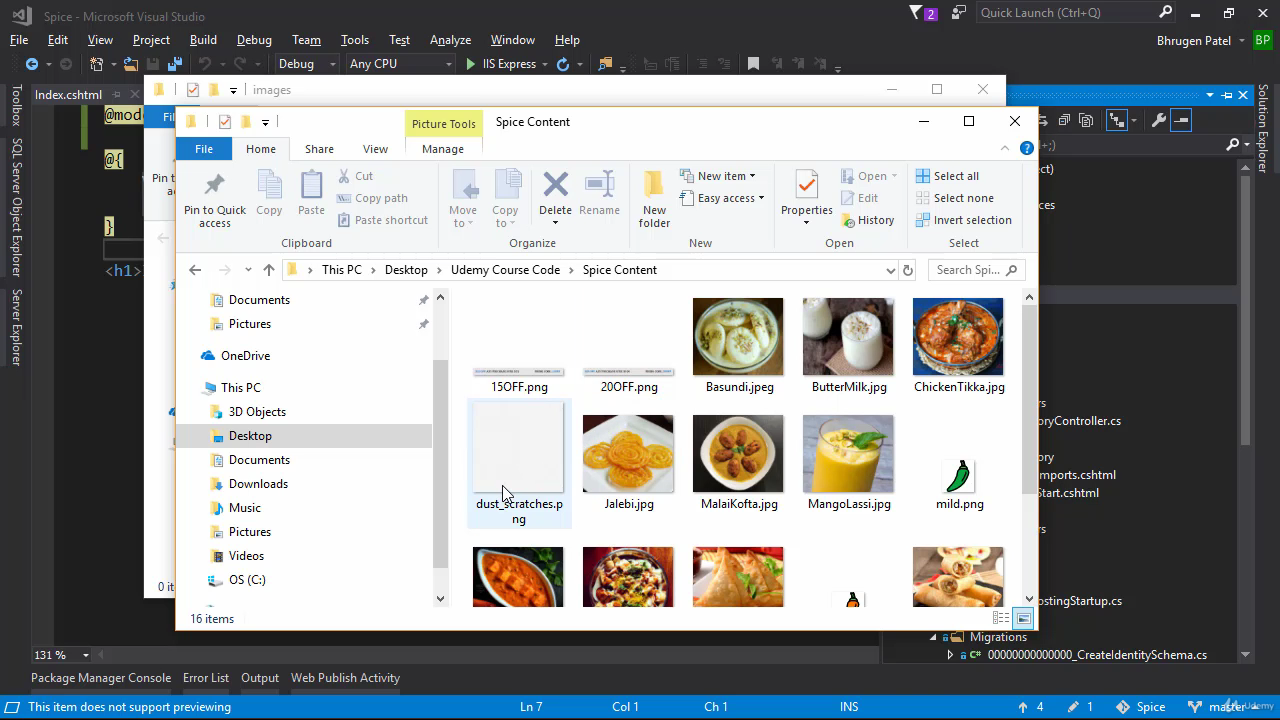 Spice - Microsoft Visual Studio
2
Quick Launch (Ctrl+Q)
File Edit View Project Build Debug Team Tools Test Analyze Window Help
Bhrugen Patel BP
Debug Any CPU IIS Express
Toolbox
SQL Server Object Explorer
Server Explorer
Solution Explorer
Index.cshtml
images
@mode
@{
}
<h1>
Picture Tools
Spice Content
File Home Share View Manage
Pin to Quick access
Copy
Paste
Cut
Copy path
Paste shortcut
Clipboard
Move to
Copy to
Delete
Rename
Organize
New folder
New item
Easy access
New
Properties
Open
Edit
History
Open
Select all
Select none
Invert selection
Select
This PC > Desktop > Udemy Course Code > Spice Content
Search Spi...
Documents
Pictures
OneDrive
This PC
3D Objects
Desktop
Documents
Downloads
Music
Pictures
Videos
OS (C:)
15OFF.png
20OFF.png
Basundi.jpeg
ButterMilk.jpg
ChickenTikka.jpg
dust_scratches.p
ng
Jalebi.jpg
MalaiKofta.jpg
MangoLassi.jpg
mild.png
16 items
0 it
ect)
ces
rs
oryController.cs
ory
mports.cshtml
Start.cshtml
ostingStartup.cs
Migrations
00000000000000_CreateIdentitySchema.cs
131 %
Package Manager Console Error List Output Web Publish Activity
This item does not support previewing
Ln 7 Col 1 Ch 1 INS
4 1 Spice master
Udemy